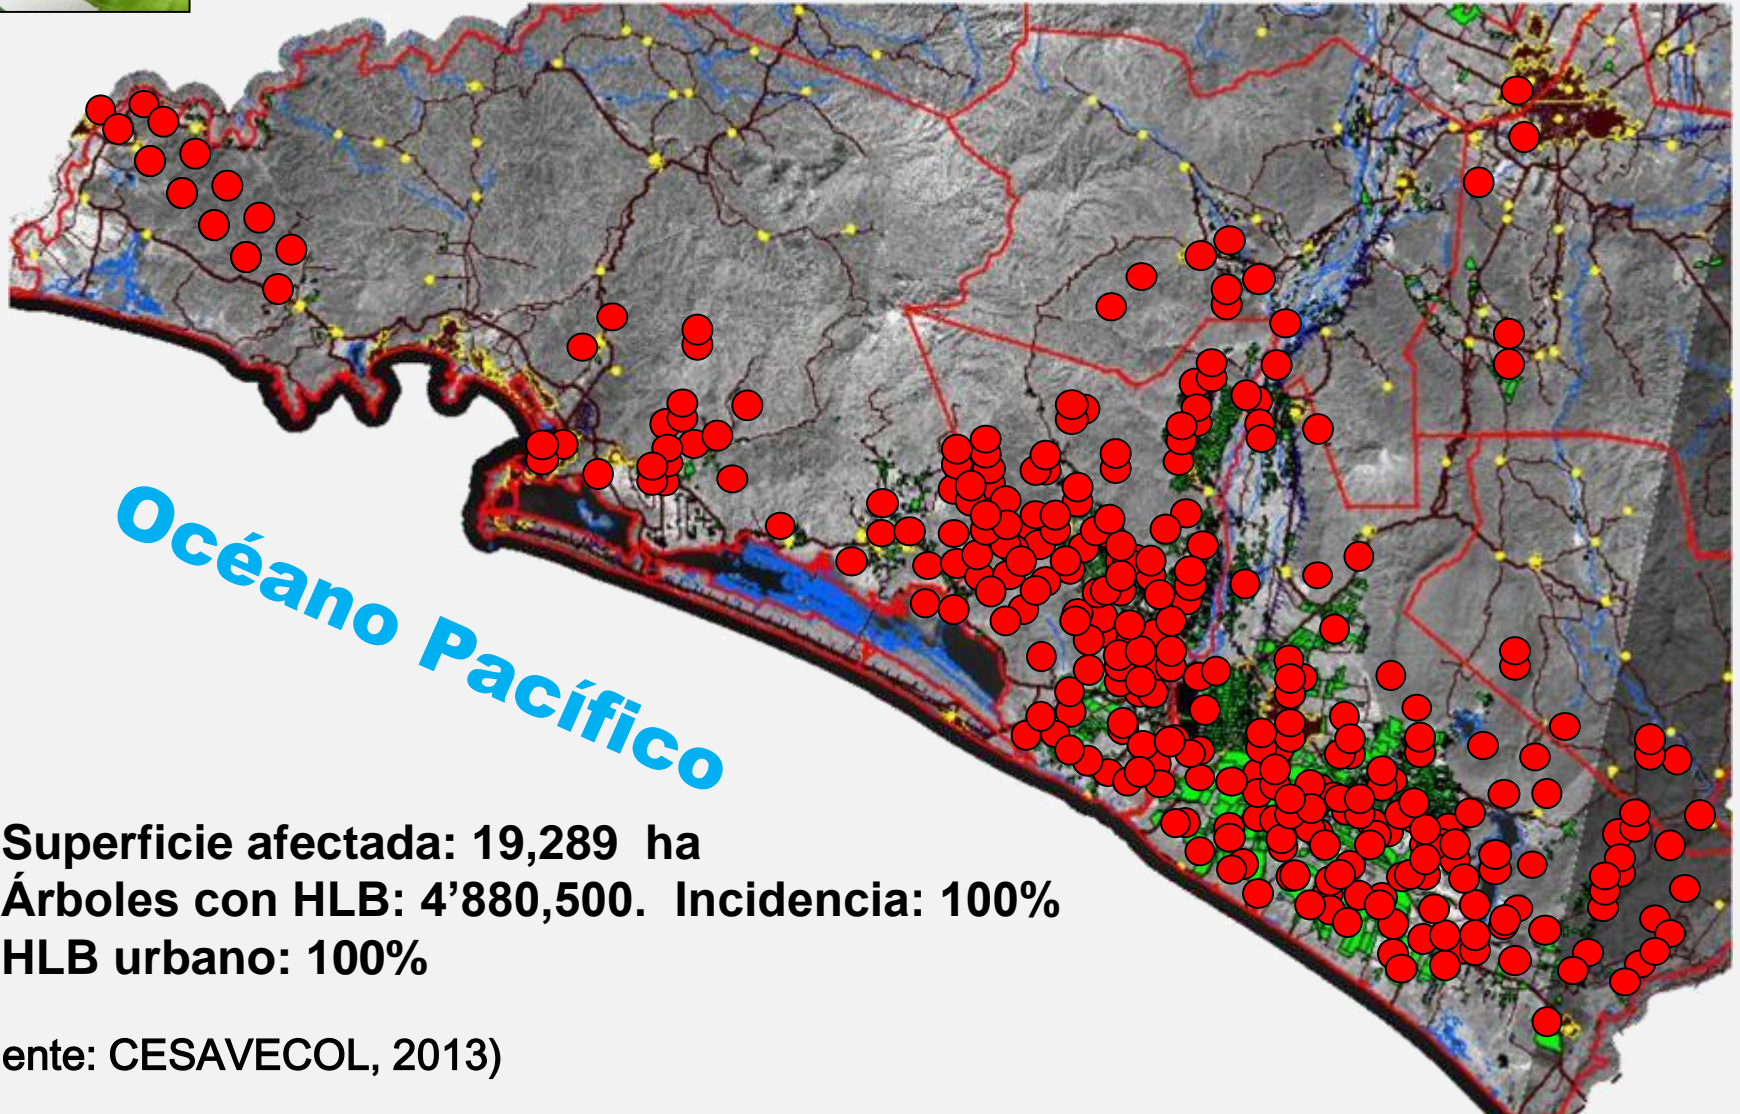 Océano Pacífico
Superficie afectada: 19,289 ha
Árboles con HLB: 4’880,500. Incidencia: 100%
HLB urbano: 100%
ente: CESAVECOL, 2013)